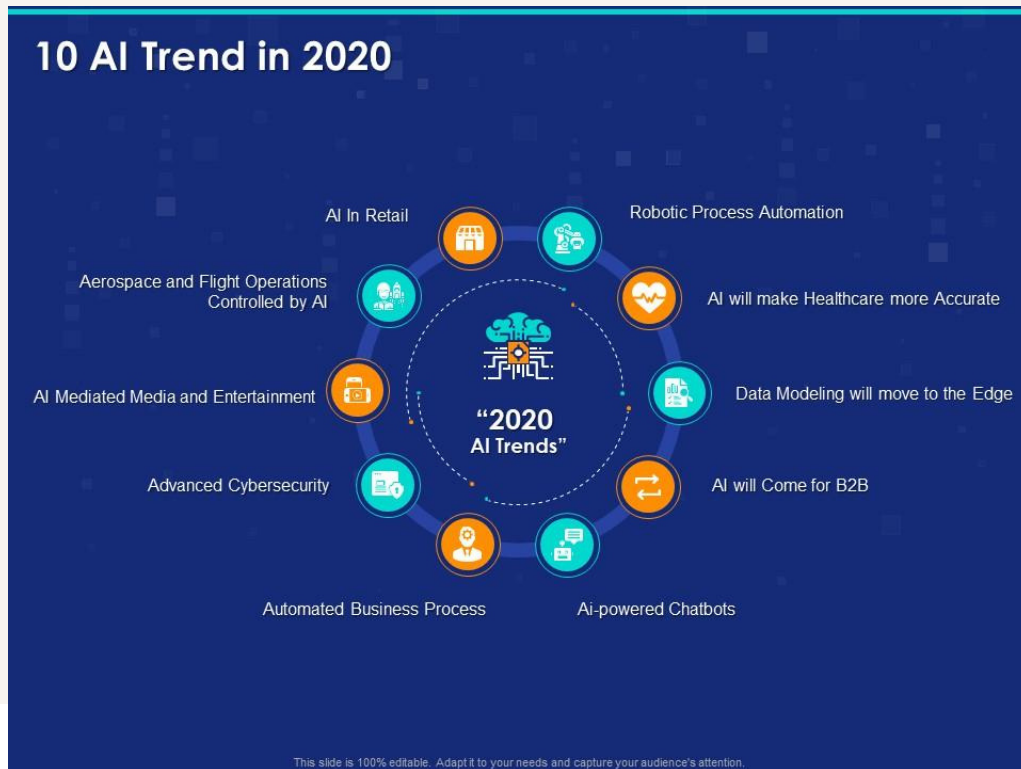 10 AI Trend in 2020
AI In Retail
Robotic Process Automation
Aerospace and Flight Operations
Controlled by AI
AI will make Healthcare more Accurate
AI Mediated Media and Entertainment
Data Modeling will move to the Edge
“2020
AI Trends”
Advanced Cybersecurity
AI will Come for B2B
Automated Business Process
Ai-powered Chatbots
This slide is 100% editable. Adapt it to your needs and capture your audience's attention.